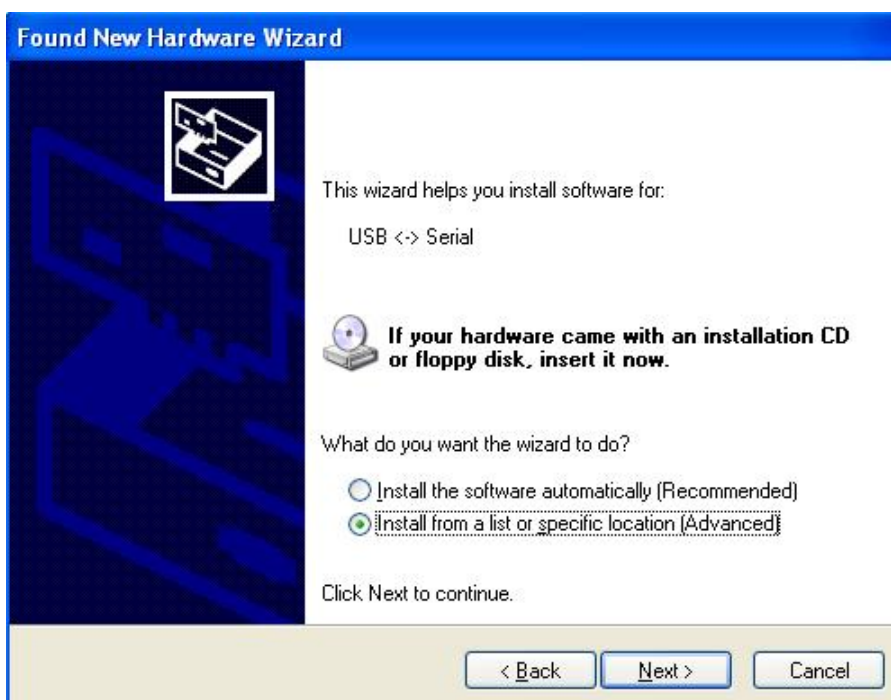 Found New Hardware Wizard
This wizard helps you install software for:
USB <-> Serial
If your hardware came with an installation CD
or floppy disk, insert it now.
What do you want the wizard to do?
Install the software automatically (Recommended)
Install from a list or specific location (Advanced)
Click Next to continue.
< Back Next > Cancel